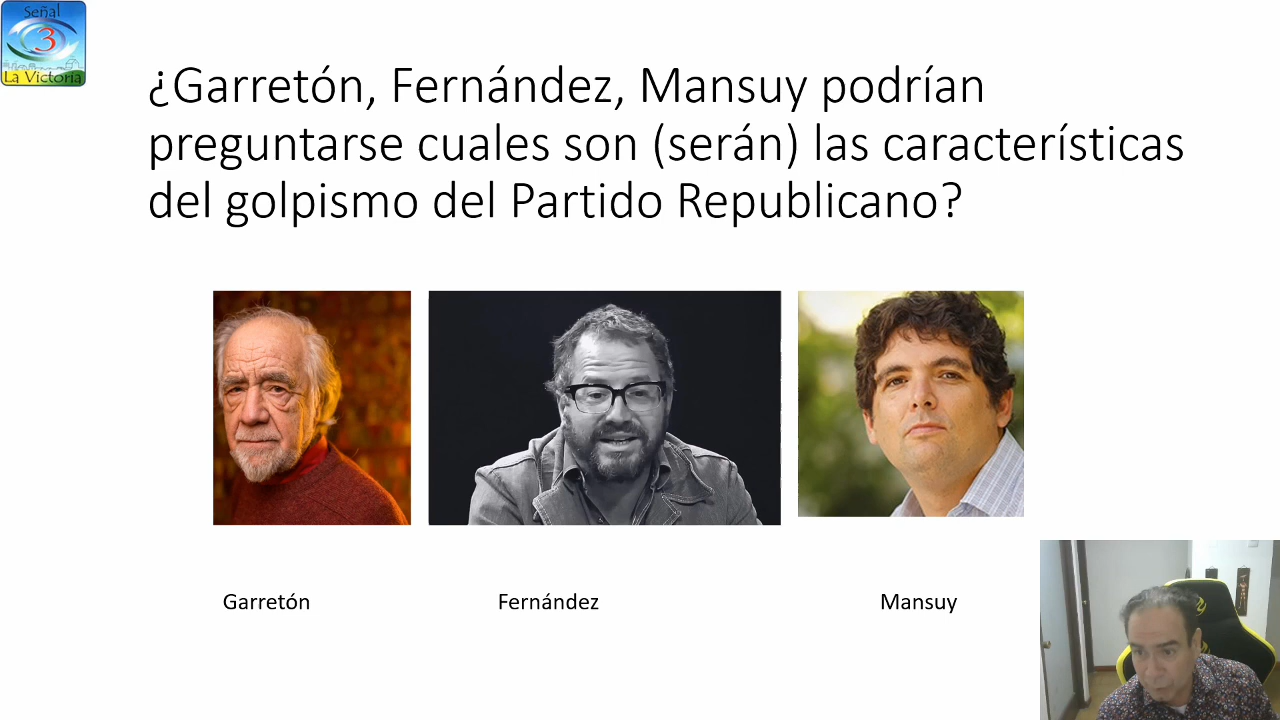 Señal
3
La Victoria
¿Garretón, Fernández, Mansuy podrían
preguntarse cuales son (serán) las características
del golpismo del Partido Republicano?
Garretón
Fernández
Mansuy